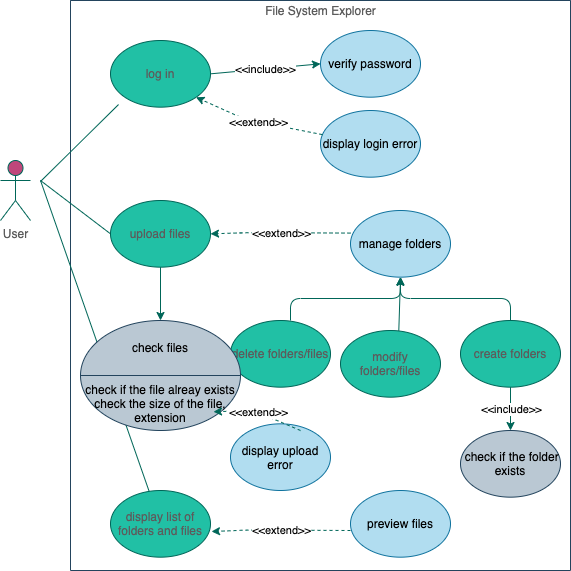 File System Explorer
log in
<<include>>
verify password
<<extend>>
display login error
User
upload files
<<extend>>
manage folders
check files
delete folders/files
modify
folders/files
create folders
check if the file alreay exists
check the size of the file,
extension
<<extend>>
<<include>>
display upload
error
check if the folder
exists
display list of
folders and files
<<extend>>
preview files